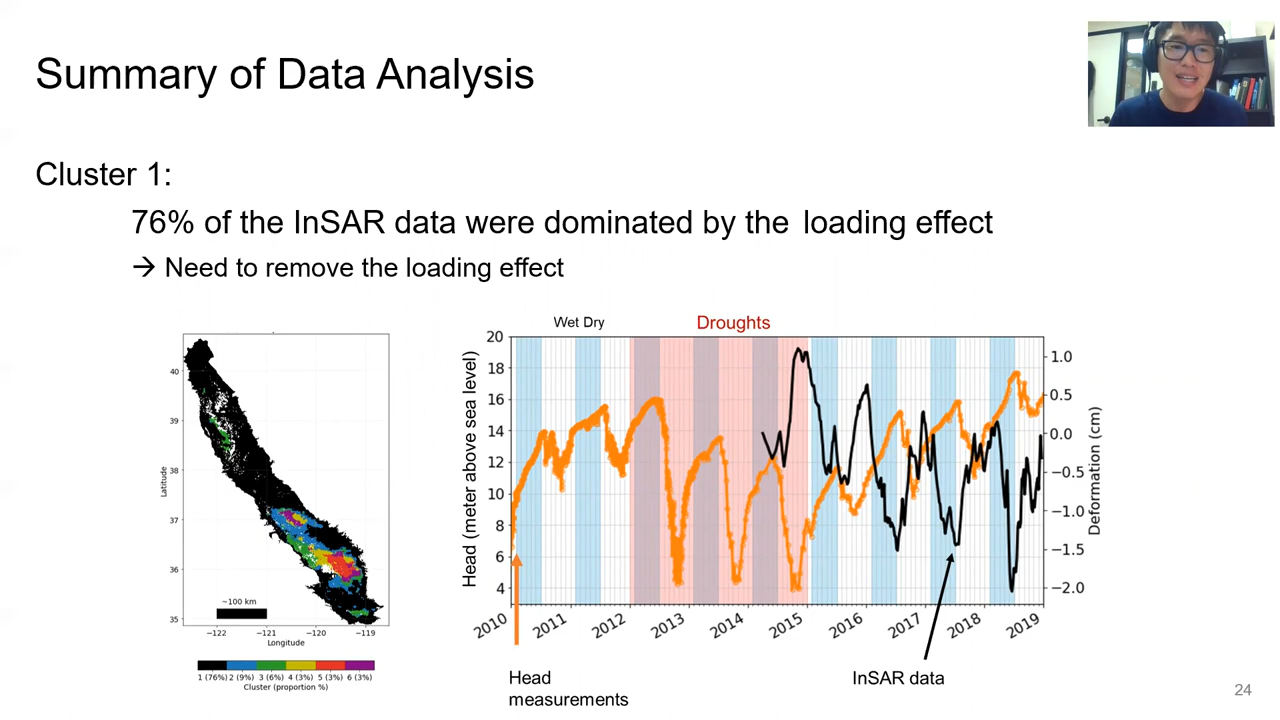 Summary of Data Analysis
Cluster 1:
76% of the InSAR data were dominated by the loading effect
→ Need to remove the loading effect
40
39
38
37
36
35
Latitude
~100 km
−122
−121
−120
−119
Longitude
1 (76%) 2 (9%) 3 (6%) 4 (3%) 5 (3%) 6 (3%)
Cluster (proportion %)
Wet Dry
Droughts
20
18
16
14
12
10
8
6
4
Head (meter above sea level)
1.0
0.5
0.0
−0.5
−1.0
−1.5
−2.0
Deformation (cm)
2010
2011
2012
2013
2014
2015
2016
2017
2018
2019
Head
measurements
InSAR data
24